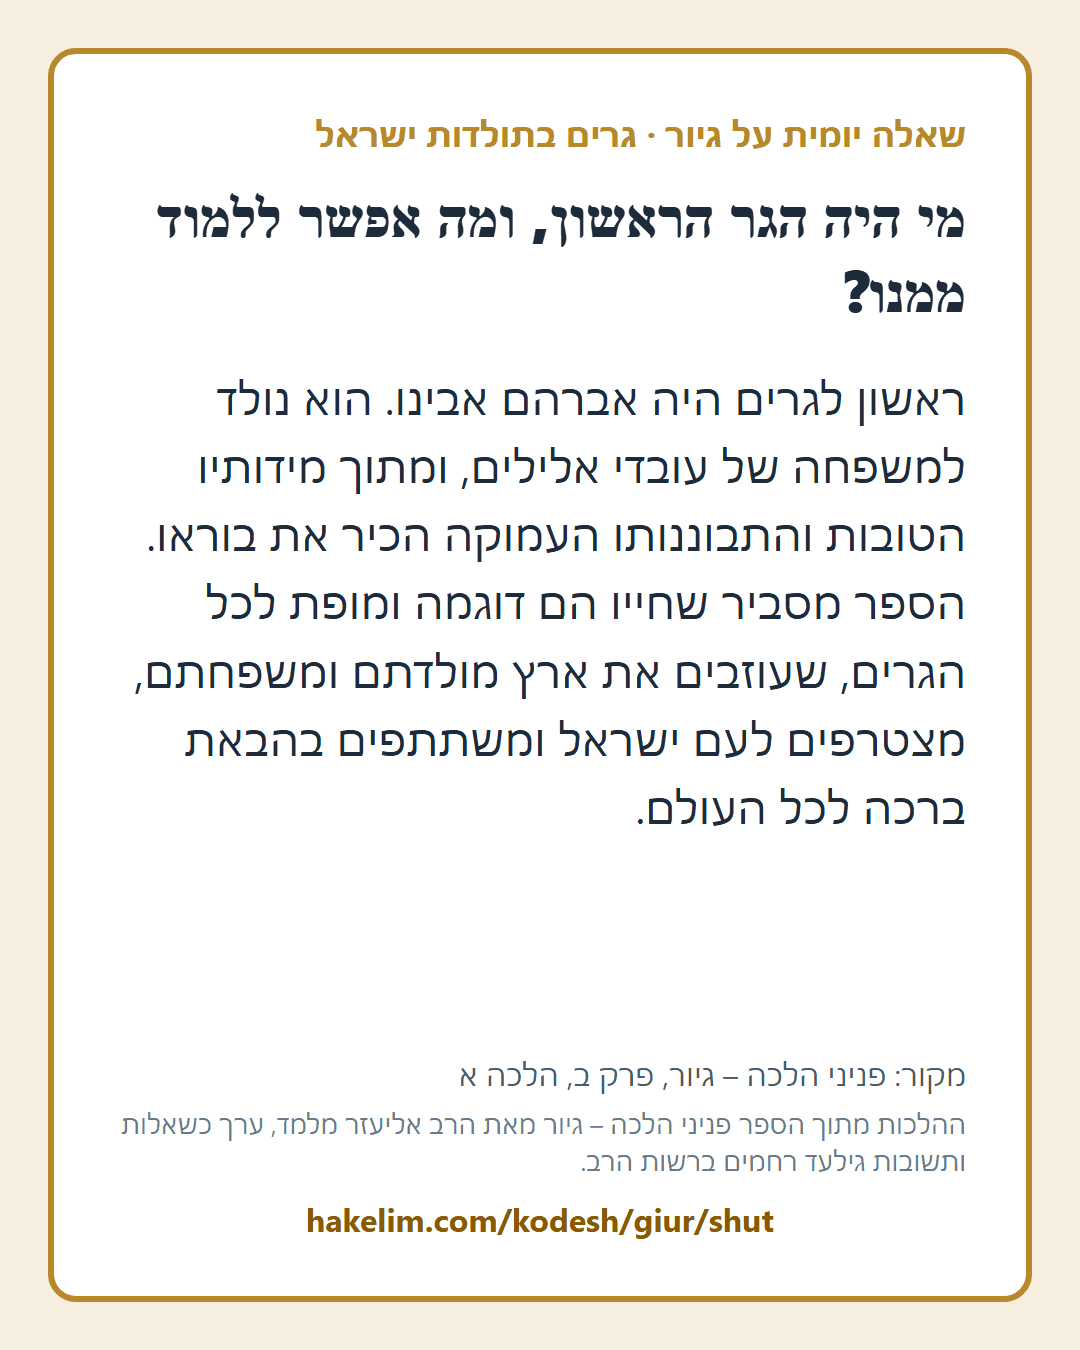 שאלה יומית על גיור · גרים בתולדות ישראל
מי היה הגר הראשון, ומה אפשר ללמוד
ממנו?
ראשון לגרים היה אברהם אבינו. הוא נולד
למשפחה של עובדי אלילים, ומתוך מידותיו
הטובות והתבוננותו העמוקה הכיר את בוראו.
הספר מסביר שחייו הם דוגמה ומופת לכל
הגרים, שעוזבים את ארץ מולדתם ומשפחתם,
מצטרפים לעם ישראל ומשתתפים בהבאת
ברכה לכל העולם.
מקור: פניני הלכה – גיור, פרק ב, הלכה א
ההלכות מתוך הספר פניני הלכה – גיור מאת הרב אליעזר מלמד, ערך כשאלות
ותשובות גילעד רחמים ברשות הרב.
hakelim.com/kodesh/giur/shut